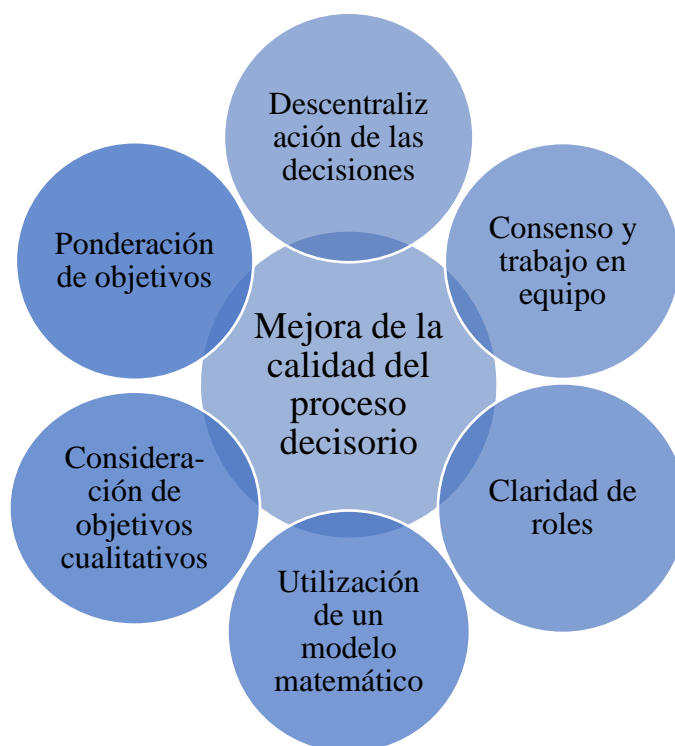 Descentraliz
ación de las
decisiones
Consenso y
trabajo en
equipo
Claridad de
roles
Utilización
de un
modelo
matemático
Considera-
ción de
objetivos
cualitativos
Ponderación
de objetivos
Mejora de la
calidad del
proceso
decisorio